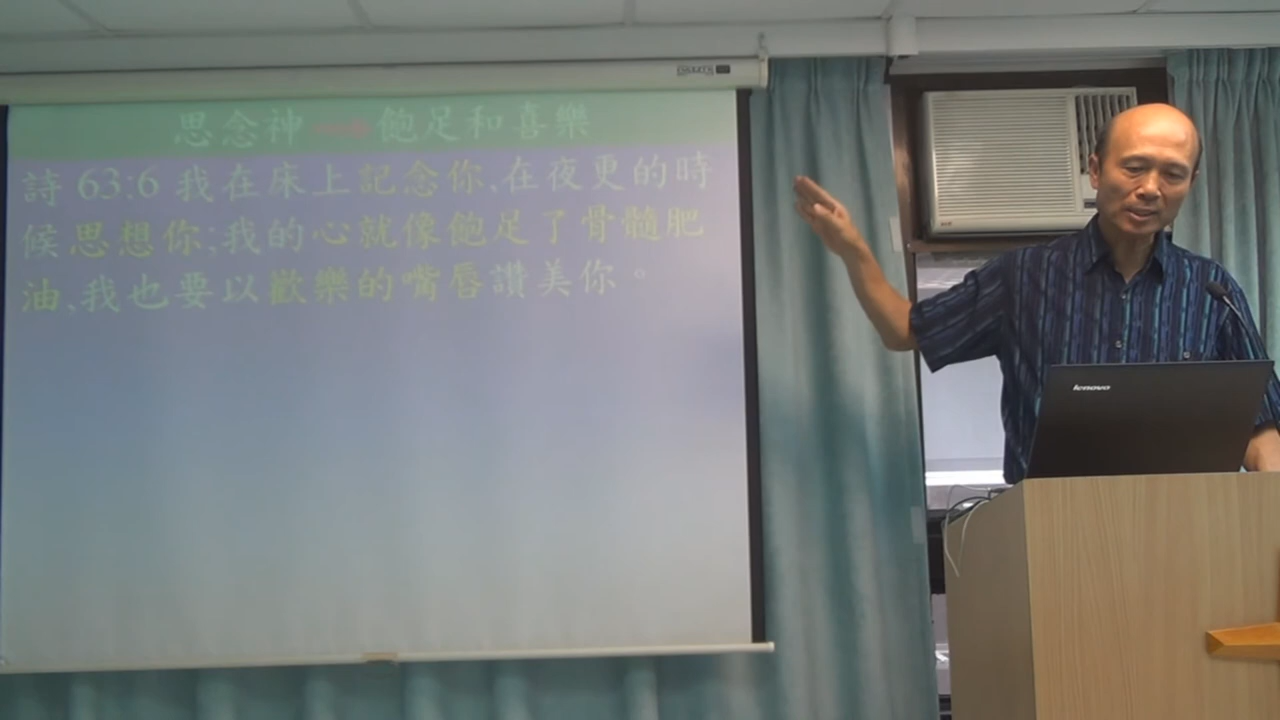 思念神 → 飽足和喜樂
詩 63:6 我在床上記念你,在夜更的時
候思想你;我的心就像飽足了骨髓肥
油,我也要以歡樂的嘴唇讚美你。
lenovo